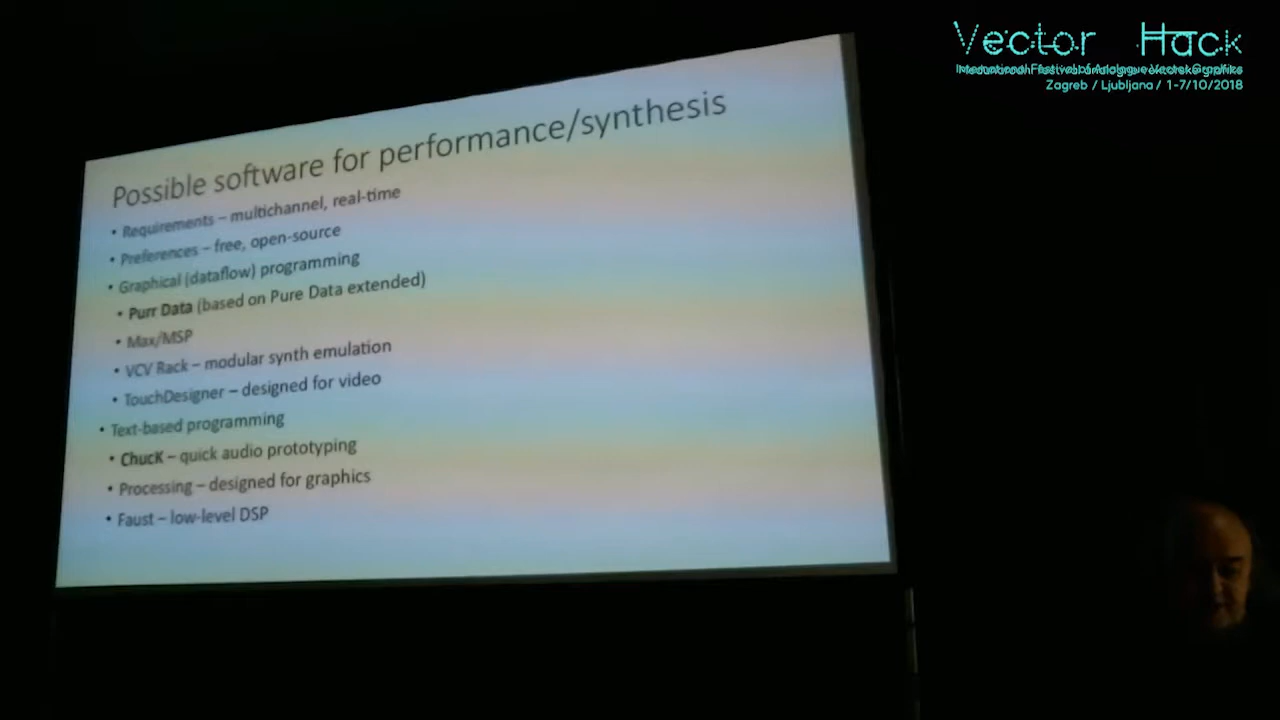 Vector Hack
Zagreb / Ljubljana / 1-7/10/2018
Possible software for performance/synthesis
• Requirements – multichannel, real-time
• Preferences – free, open-source
• Graphical (dataflow) programming
• Purr Data (based on Pure Data extended)
• Max/MSP
• VCV Rack – modular synth emulation
• TouchDesigner – designed for video
• Text-based programming
• ChucK – quick audio prototyping
• Processing – designed for graphics
• Faust – low-level DSP